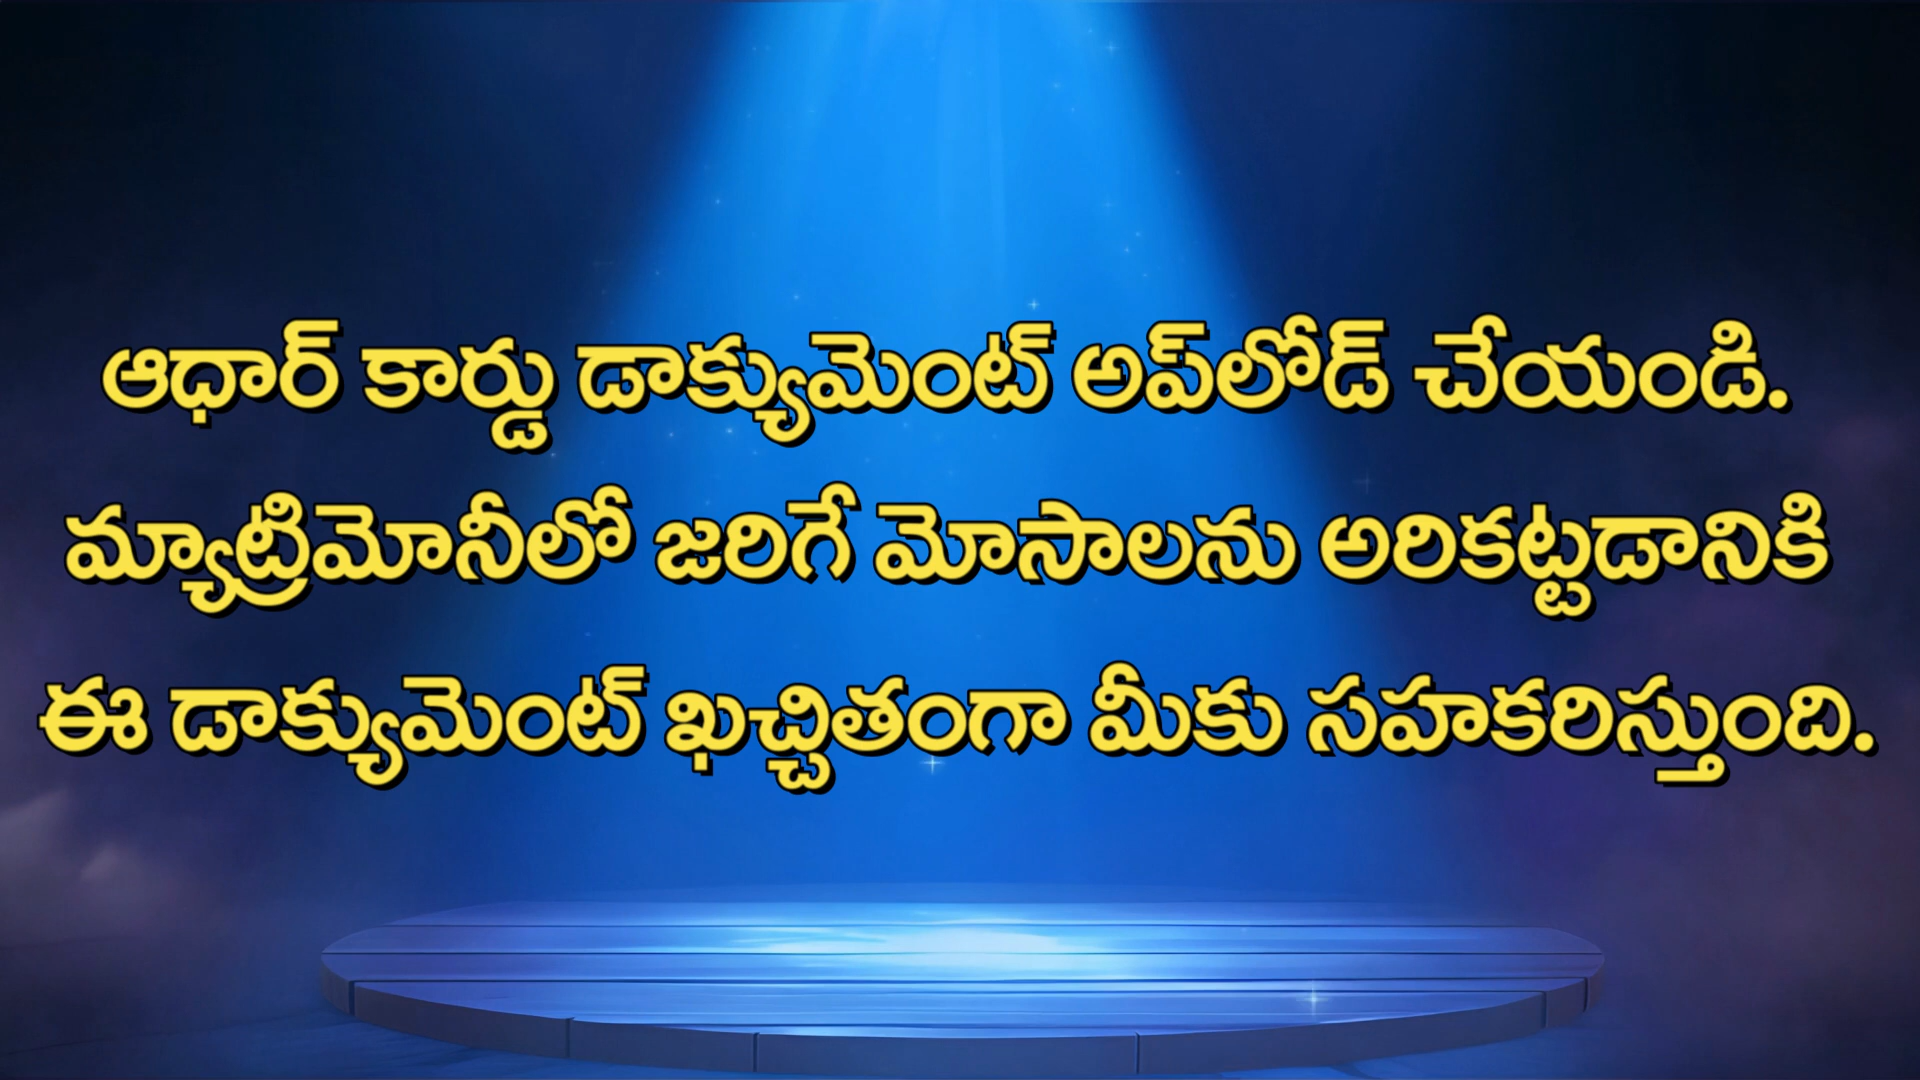 ఆధార్ కార్డు డాక్యుమెంట్ అప్‌లోడ్ చేయండి.
మ్యాట్రిమోనీలో జరిగే మోసాలను అరికట్టడానికి
ఈ డాక్యుమెంట్ ఖచ్చితంగా మీకు సహకరిస్తుంది.